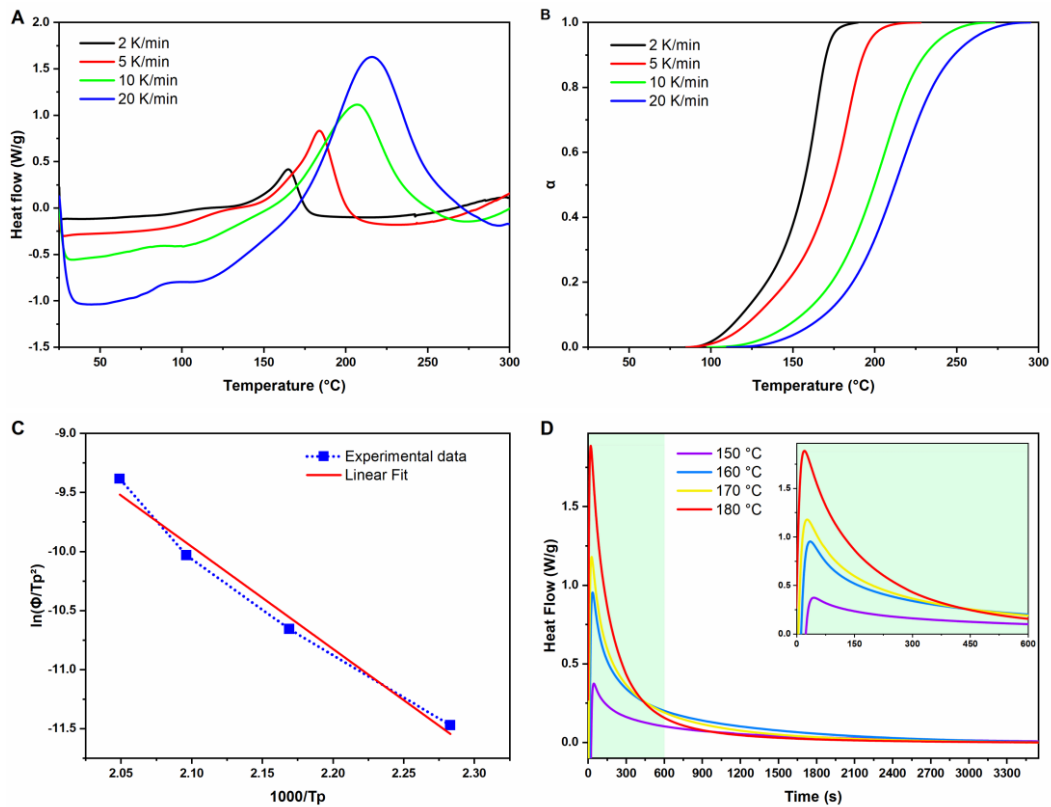 A
2 K/min
5 K/min
10 K/min
20 K/min
Heat flow (W/g)
2.0
1.5
1.0
0.5
0.0
-0.5
-1.0
-1.5
50
100
150
200
250
300
Temperature (°C)
B
2 K/min
5 K/min
10 K/min
20 K/min
α
1.0
0.8
0.6
0.4
0.2
0.0
50
100
150
200
250
300
Temperature (°C)
C
Experimental data
Linear Fit
ln(Φ/Tp²)
-9.0
-9.5
-10.0
-10.5
-11.0
-11.5
2.05
2.10
2.15
2.20
2.25
2.30
1000/Tp
D
150 °C
160 °C
170 °C
180 °C
Heat Flow (W/g)
1.5
1.0
0.5
0.0
0
300
600
900
1200
1500
1800
2100
2400
2700
3000
3300
Time (s)
1.5
1.0
0.5
0.0
0
150
300
450
600